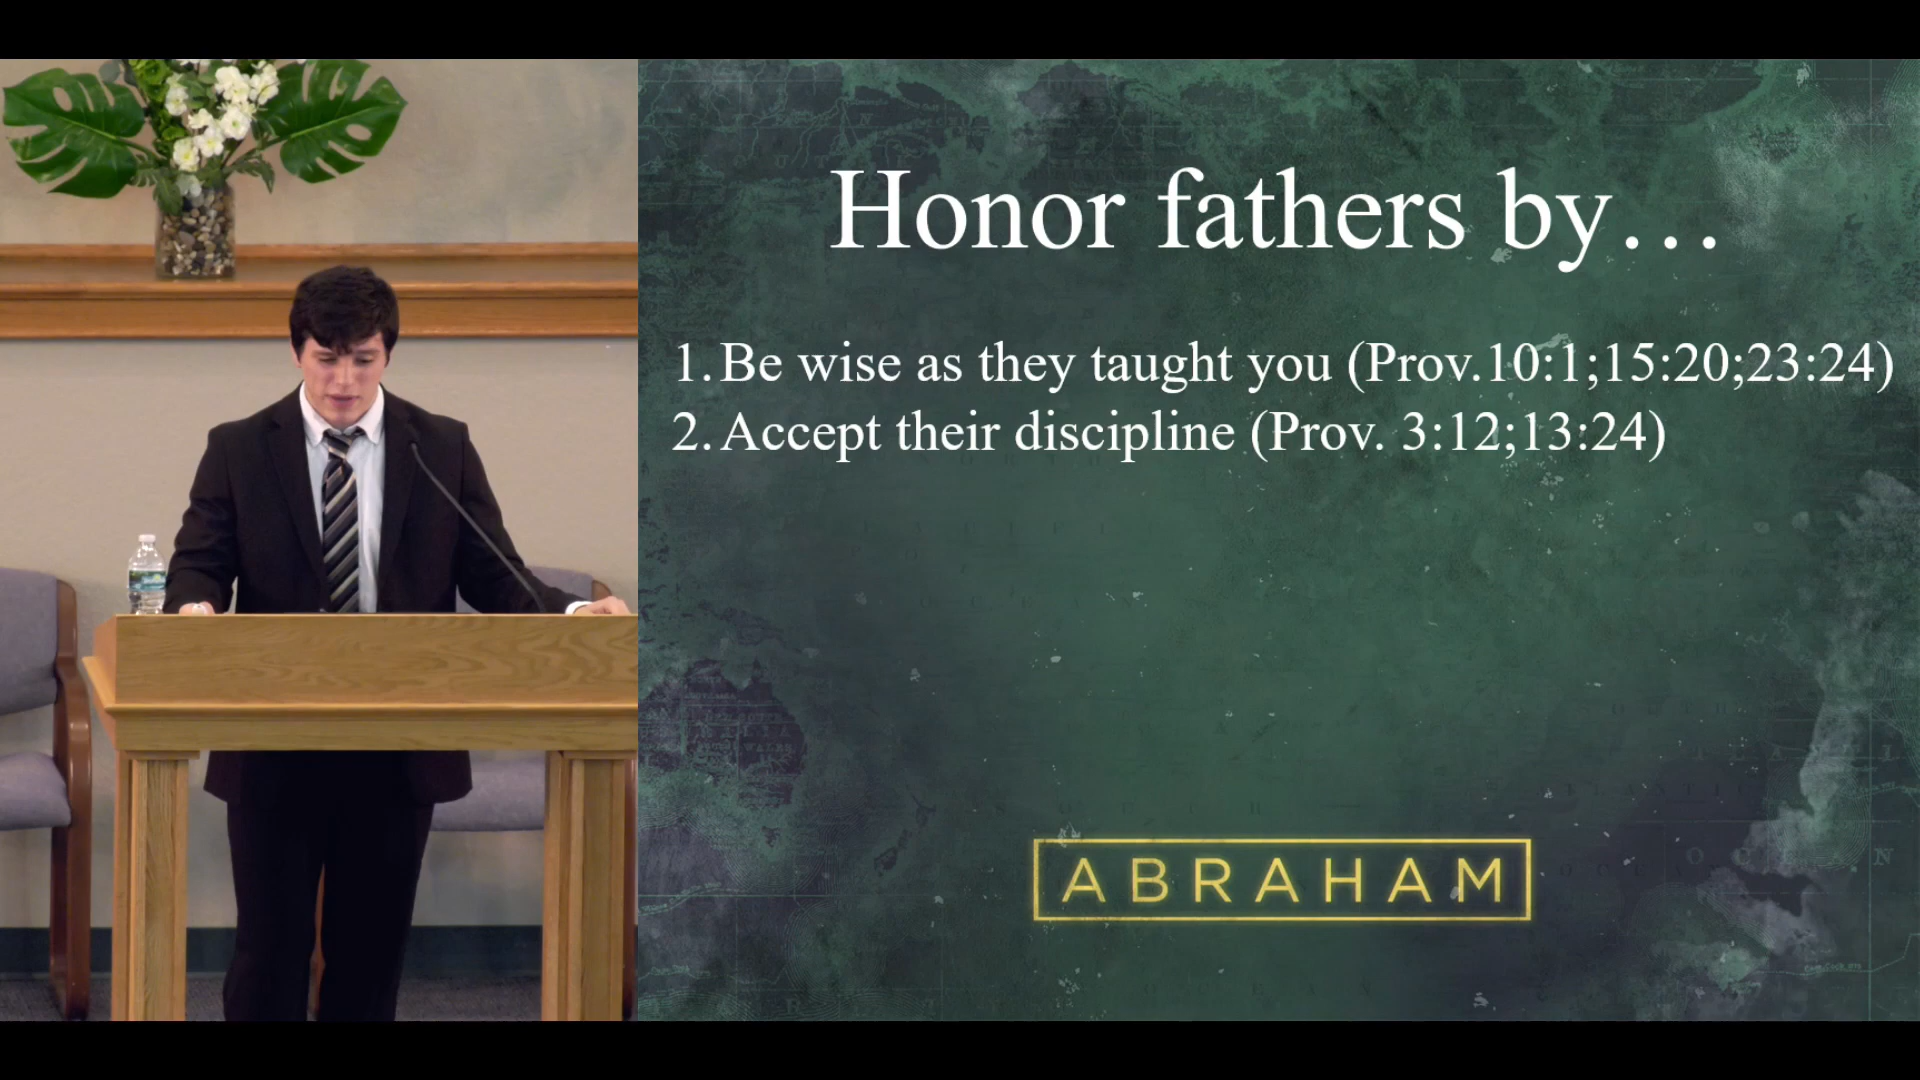 Honor fathers by…
1. Be wise as they taught you (Prov.10:1;15:20;23:24)
2. Accept their discipline (Prov. 3:12;13:24)
ABRAHAM